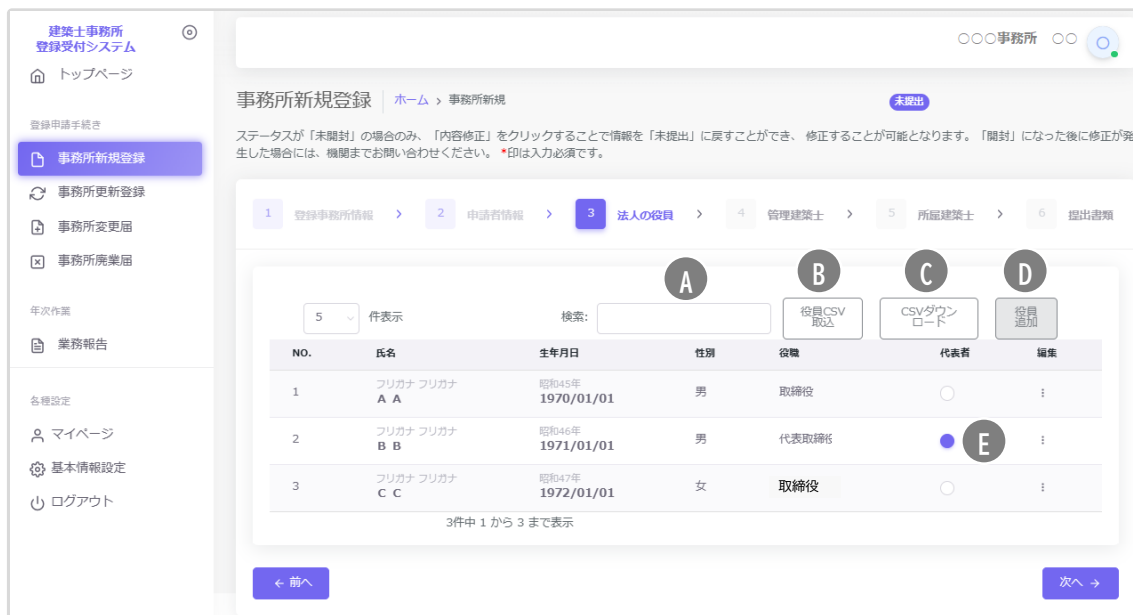 建築士事務所
登録受付システム
トップページ
登録申請手続き
事務所新規登録
事務所更新登録
事務所変更届
事務所廃業届
年次作業
業務報告
各種設定
マイページ
基本情報設定
ログアウト
○○○事務所 ○○ ○
事務所新規登録 ホーム › 事務所新規 未提出
ステータスが「未開封」の場合のみ、「内容修正」をクリックすることで情報を「未提出」に戻すことができ、 修正することが可能となります。「開封」になった後に修正が発
生した場合には、機関までお問い合わせください。 *印は入力必須です。
1 登録事務所情報 > 2 申請者情報 > 3 法人の役員 > 4 管理建築士 > 5 所属建築士 > 6 提出書類
A B C D
5 件表示 検索: 役員CSV取込 CSVダウンロード 役員追加
NO. 氏名 生年月日 性別 役職 代表者 編集
フリガナ フリガナ 昭和45年
1 A A 1970/01/01 男 取締役
フリガナ フリガナ 昭和46年
2 B B 1971/01/01 男 代表取締役 E
フリガナ フリガナ 昭和47年
3 C C 1972/01/01 女 取締役
3件中 1 から 3 まで表示
← 前へ 次へ →